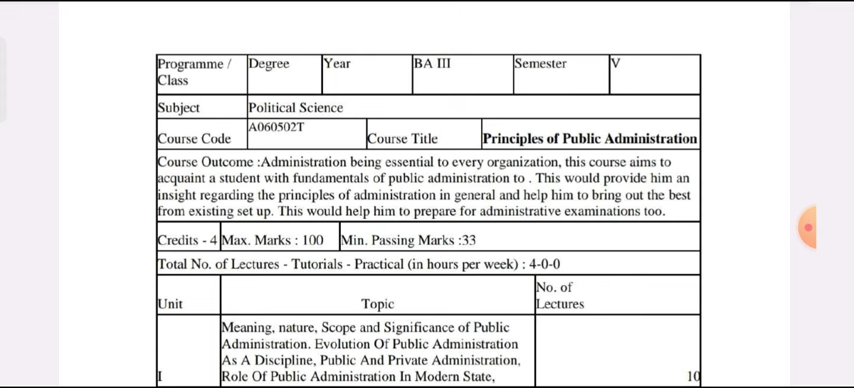 Programme / Degree Year BA III Semester V
Class
Subject Political Science
Course Code A060502T Course Title Principles of Public Administration
Course Outcome :Administration being essential to every organization, this course aims to
acquaint a student with fundamentals of public administration to . This would provide him an
insight regarding the principles of administration in general and help him to bring out the best
from existing set up. This would help him to prepare for administrative examinations too.
Credits - 4 Max. Marks : 100 Min. Passing Marks :33
Total No. of Lectures - Tutorials - Practical (in hours per week) : 4-0-0
Unit Topic No. of
Lectures
Meaning, nature, Scope and Significance of Public
Administration. Evolution Of Public Administration
As A Discipline, Public And Private Administration,
I Role Of Public Administration In Modern State, 10